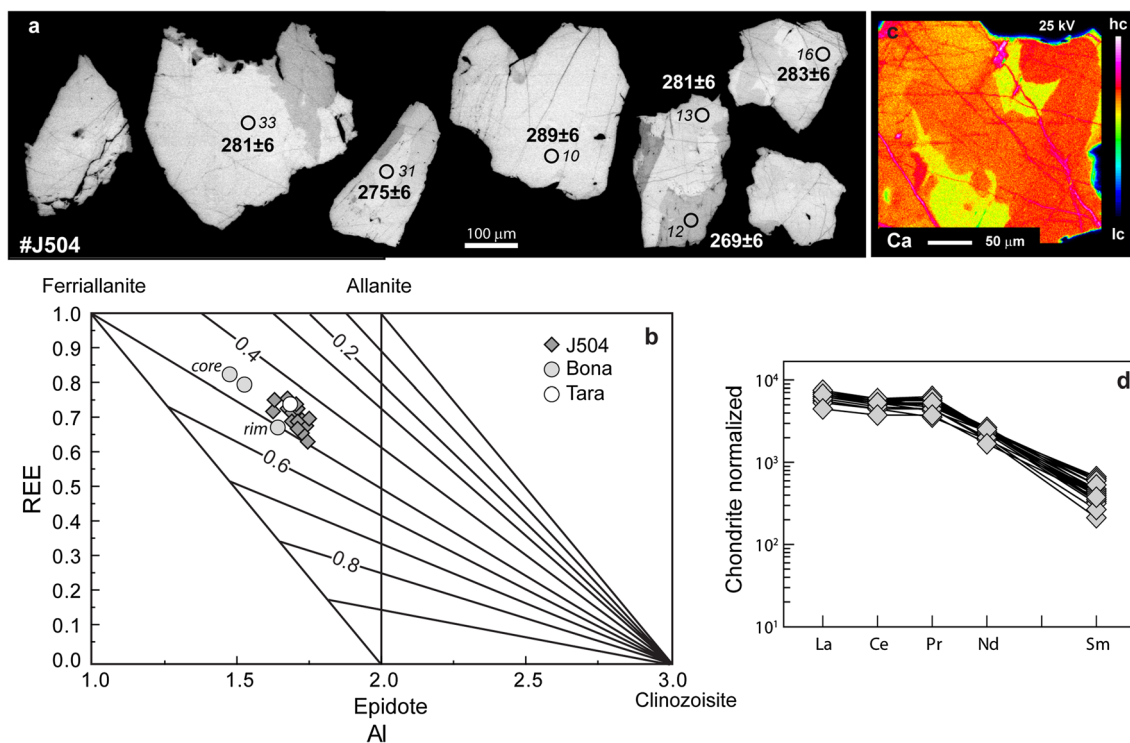 a
33
281±6
31
275±6
289±6
10
281±6
13
12
269±6
16
283±6
#J504
100 µm
c
25 kV
hc
lc
Ca
50 µm
Ferriallanite
Allanite
b
1.0
0.9
0.8
0.7
0.6
0.5
0.4
0.3
0.2
0.1
0.0
REE
core
rim
0.4
0.2
0.6
0.8
J504
Bona
Tara
1.0
1.5
2.0
2.5
3.0
Epidote
Clinozoisite
Al
d
10⁴
10³
10²
10¹
Chondrite normalized
La Ce Pr Nd Sm